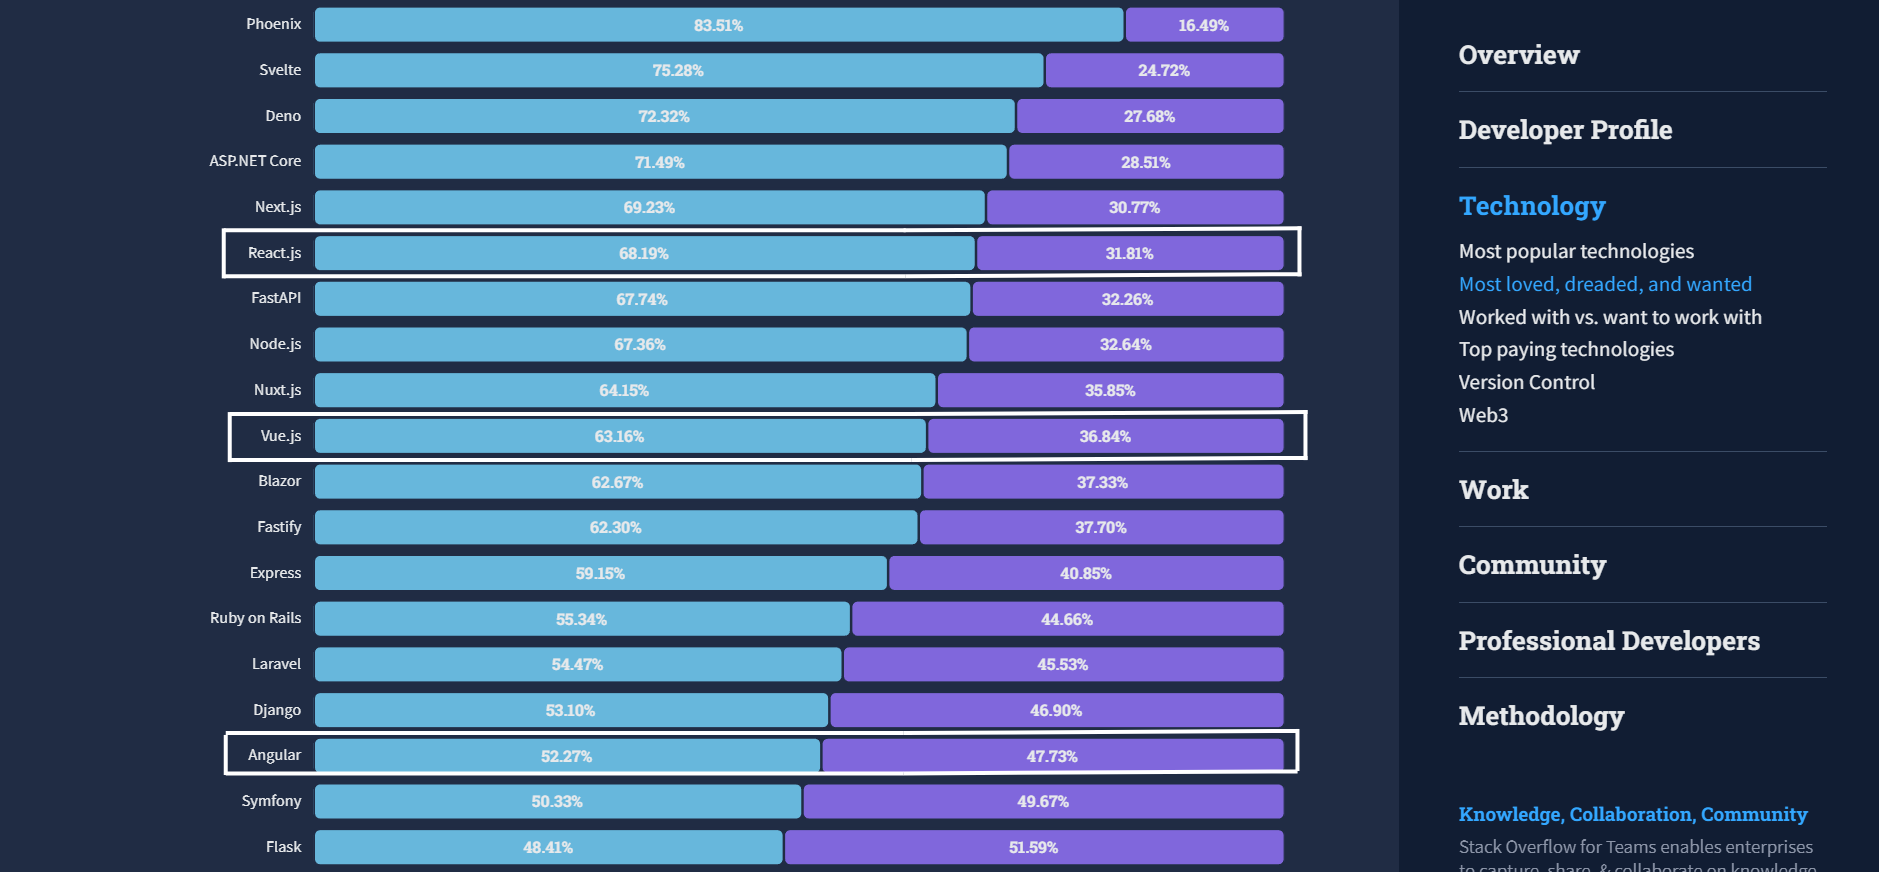 Phoenix 83.51% 16.49%
Svelte 75.28% 24.72%
Deno 72.32% 27.68%
ASP.NET Core 71.49% 28.51%
Next.js 69.23% 30.77%
React.js 68.19% 31.81%
FastAPI 67.74% 32.26%
Node.js 67.36% 32.64%
Nuxt.js 64.15% 35.85%
Vue.js 63.16% 36.84%
Blazor 62.67% 37.33%
Fastify 62.30% 37.70%
Express 59.15% 40.85%
Ruby on Rails 55.34% 44.66%
Laravel 54.47% 45.53%
Django 53.10% 46.90%
Angular 52.27% 47.73%
Symfony 50.33% 49.67%
Flask 48.41% 51.59%
Overview
Developer Profile
Technology
Most popular technologies
Most loved, dreaded, and wanted
Worked with vs. want to work with
Top paying technologies
Version Control
Web3
Work
Community
Professional Developers
Methodology
Knowledge, Collaboration, Community
Stack Overflow for Teams enables enterprises
to capture, share, & collaborate on knowledge